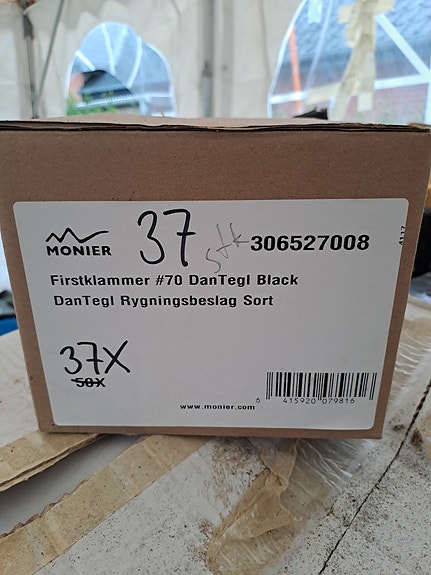 MONIER
37 stk
306527008
4117
Firstklammer #70 DanTegl Black
DanTegl Rygningsbeslag Sort
37X
50X
www.monier.com
6 415920 079816